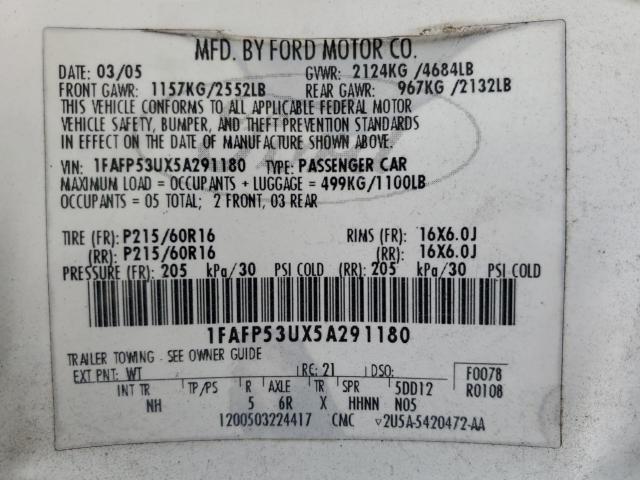 MFD. BY FORD MOTOR CO.
DATE: 03/05 GVWR: 2124KG /4684LB
FRONT GAWR: 1157KG/2552LB REAR GAWR: 967KG /2132LB
THIS VEHICLE CONFORMS TO ALL APPLICABLE FEDERAL MOTOR
VEHICLE SAFETY, BUMPER, AND THEFT PREVENTION STANDARDS
IN EFFECT ON THE DATE OF MANUFACTURE SHOWN ABOVE.
VIN: 1FAFP53UX5A291180 TYPE: PASSENGER CAR
MAXIMUM LOAD = OCCUPANTS + LUGGAGE = 499KG/1100LB
OCCUPANTS = 05 TOTAL; 2 FRONT, 03 REAR
TIRE (FR): P215/60R16 RIMS (FR): 16X6.0J
(RR): P215/60R16 (RR): 16X6.0J
PRESSURE (FR): 205 kPa/30 PSI COLD (RR): 205 kPa/30 PSI COLD
1FAFP53UX5A291180
TRAILER TOWING - SEE OWNER GUIDE
EXT PNT: WT RC: 21 DSO: F0078
INT TR TP/PS R AXLE TR SPR 5DD12 R0108
NH 5 6R X HHNN N05
1200503224417 CMC ▽2U5A-5420472-AA